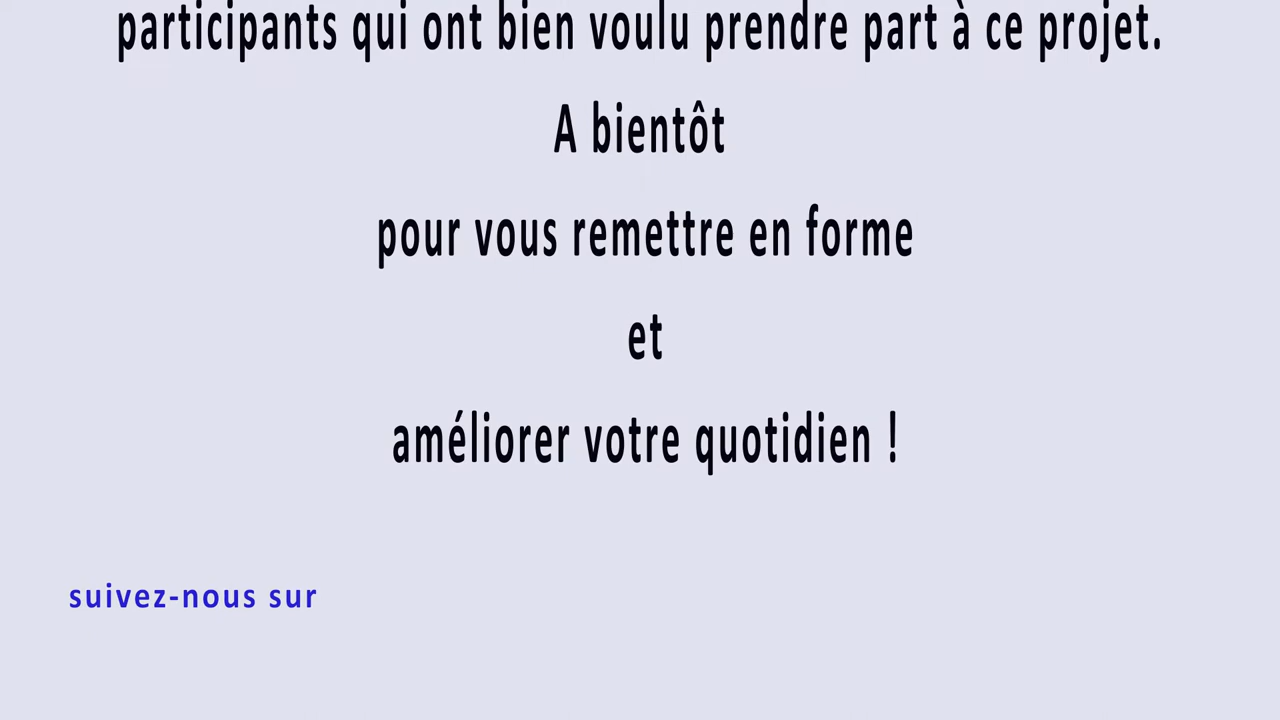 participants qui ont bien voulu prendre part à ce projet.
A bientôt
pour vous remettre en forme
et
améliorer votre quotidien !
suivez-nous sur